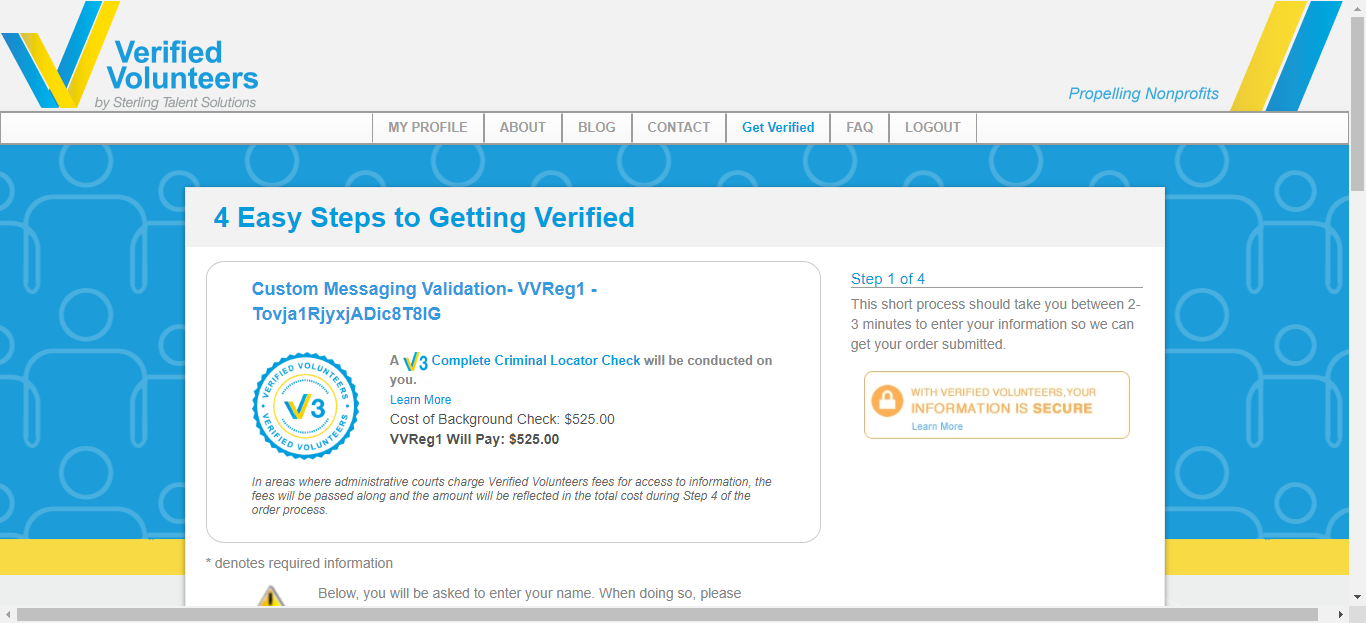 Verified
Volunteers
by Sterling Talent Solutions
Propelling Nonprofits
MY PROFILE ABOUT BLOG CONTACT Get Verified FAQ LOGOUT
4 Easy Steps to Getting Verified
Custom Messaging Validation- VVReg1 -
Tovja1RjyxjADic8T8IG
VERIFIED VOLUNTEERS
V3
VERIFIED VOLUNTEERS
A V3 Complete Criminal Locator Check will be conducted on
you.
Learn More
Cost of Background Check: $525.00
VVReg1 Will Pay: $525.00
In areas where administrative courts charge Verified Volunteers fees for access to information, the
fees will be passed along and the amount will be reflected in the total cost during Step 4 of the
order process.
Step 1 of 4
This short process should take you between 2-
3 minutes to enter your information so we can
get your order submitted.
WITH VERIFIED VOLUNTEERS,YOUR
INFORMATION IS SECURE
Learn More
* denotes required information
Below, you will be asked to enter your name. When doing so, please